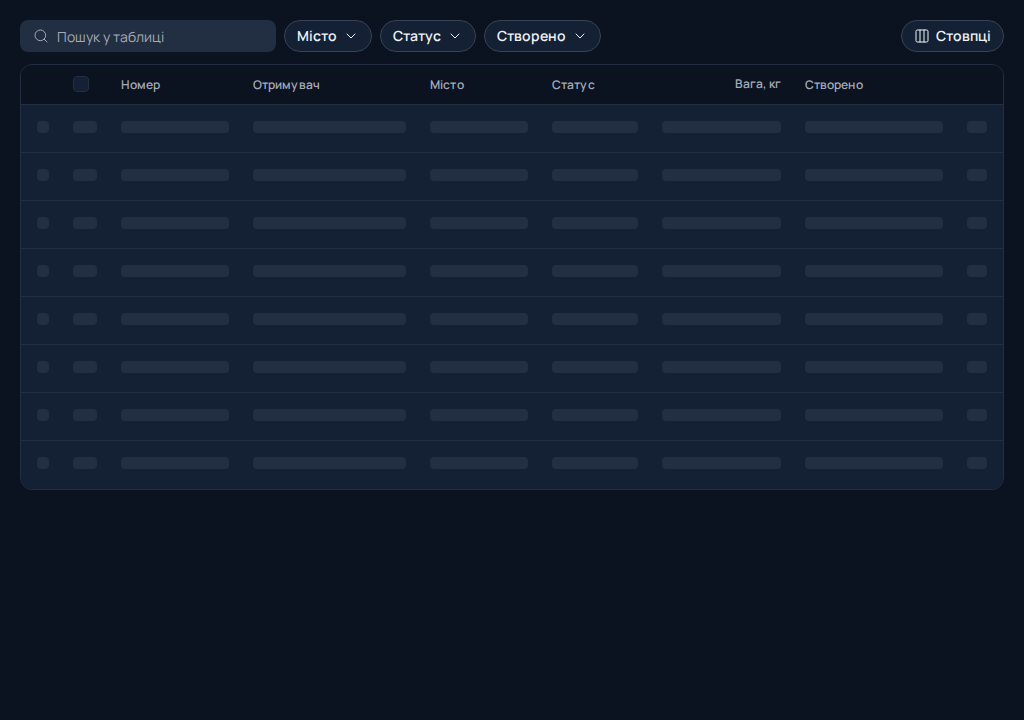 Пошук у таблиці Місто Статус Створено Стовпці
Номер Отримувач Місто Статус Вага, кг Створено